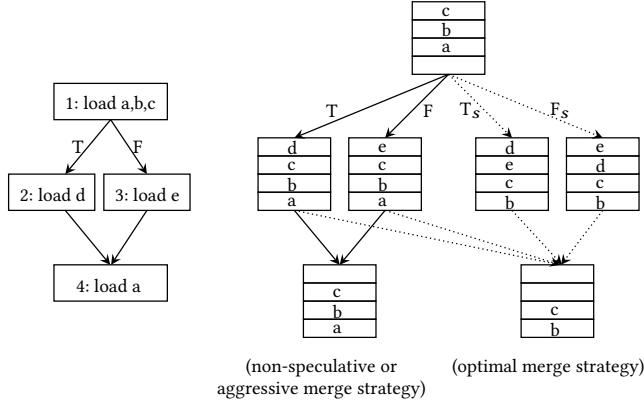 c
b
a
1: load a,b,c
T
F
2: load d
3: load e
4: load a
T
F
Ts
Fs
d
c
b
a
e
c
b
a
d
e
c
b
e
d
c
b
c
b
a
c
b
(non-speculative or
aggressive merge strategy)
(optimal merge strategy)